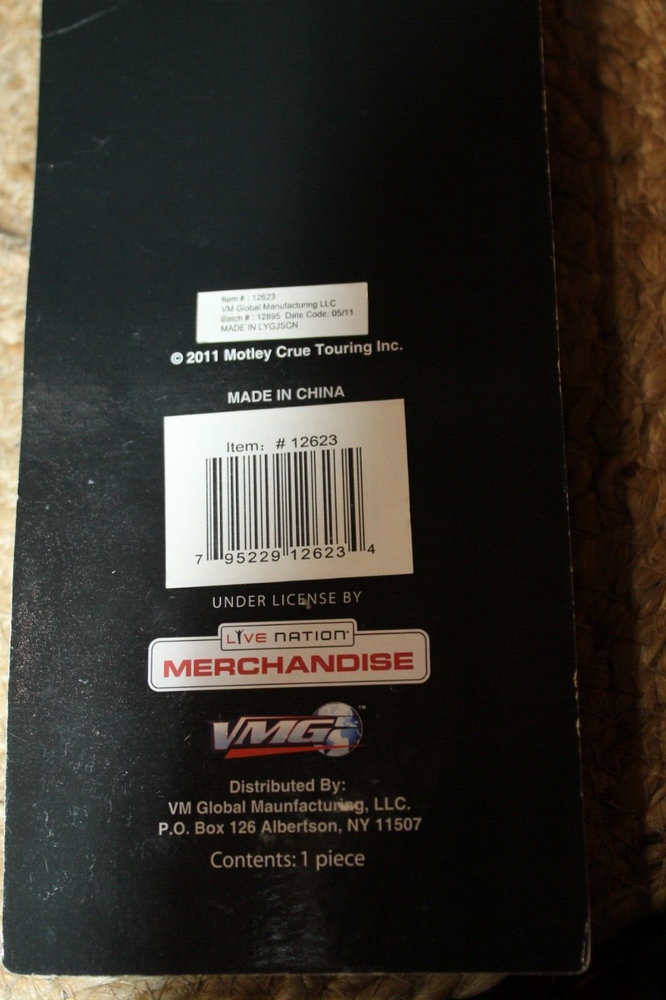 Item # : 12623
VM Global Manufacturing LLC
Batch # : 12895 Date Code: 05/11
MADE IN LYGJSCN
© 2011 Motley Crue Touring Inc.
MADE IN CHINA
Item: # 12623
7 95229 12623 4
UNDER LICENSE BY
LIVE NATION®
MERCHANDISE
VMG ™
Distributed By:
VM Global Maunfacturing, LLC.
P.O. Box 126 Albertson, NY 11507
Contents: 1 piece